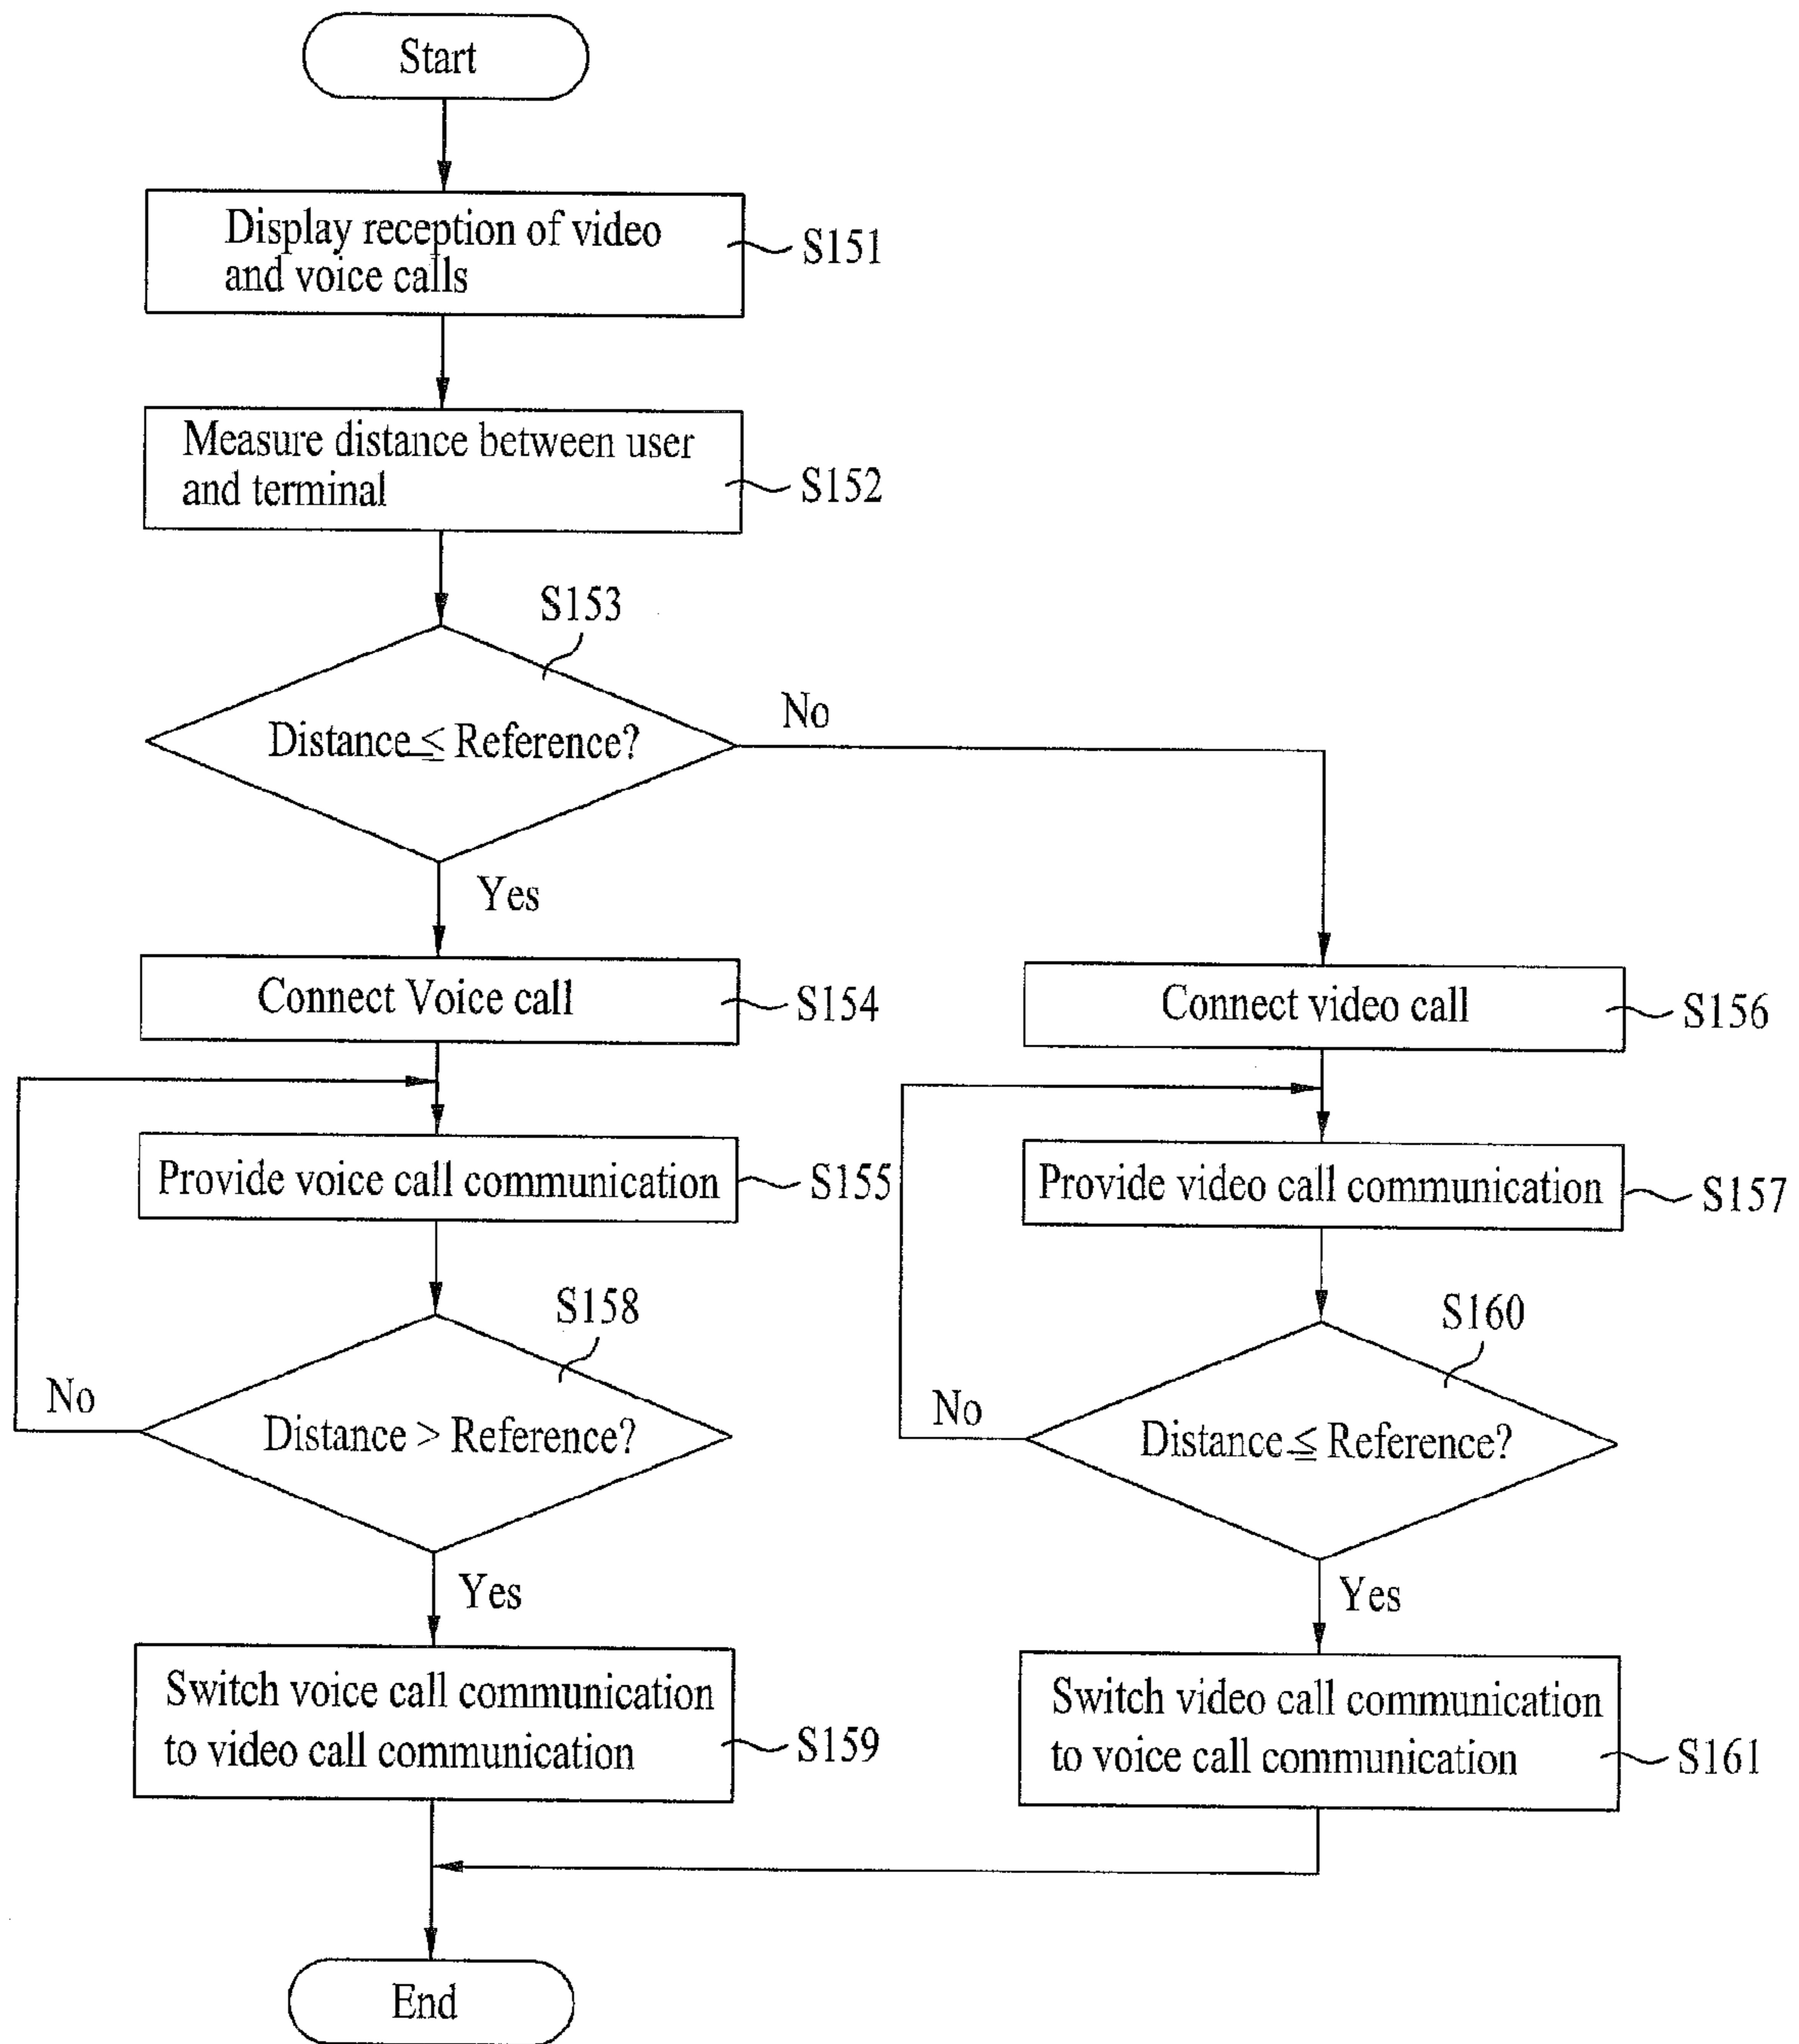 Start
Display reception of video
and voice calls
S151
Measure distance between user
and terminal
S152
S153
Distance ≤ Reference?
No
Yes
Connect Voice call
S154
Connect video call
S156
Provide voice call communication
S155
Provide video call communication
S157
S158
Distance > Reference?
No
Yes
S160
Distance ≤ Reference?
No
Yes
Switch voice call communication
to video call communication
S159
Switch video call communication
to voice call communication
S161
End